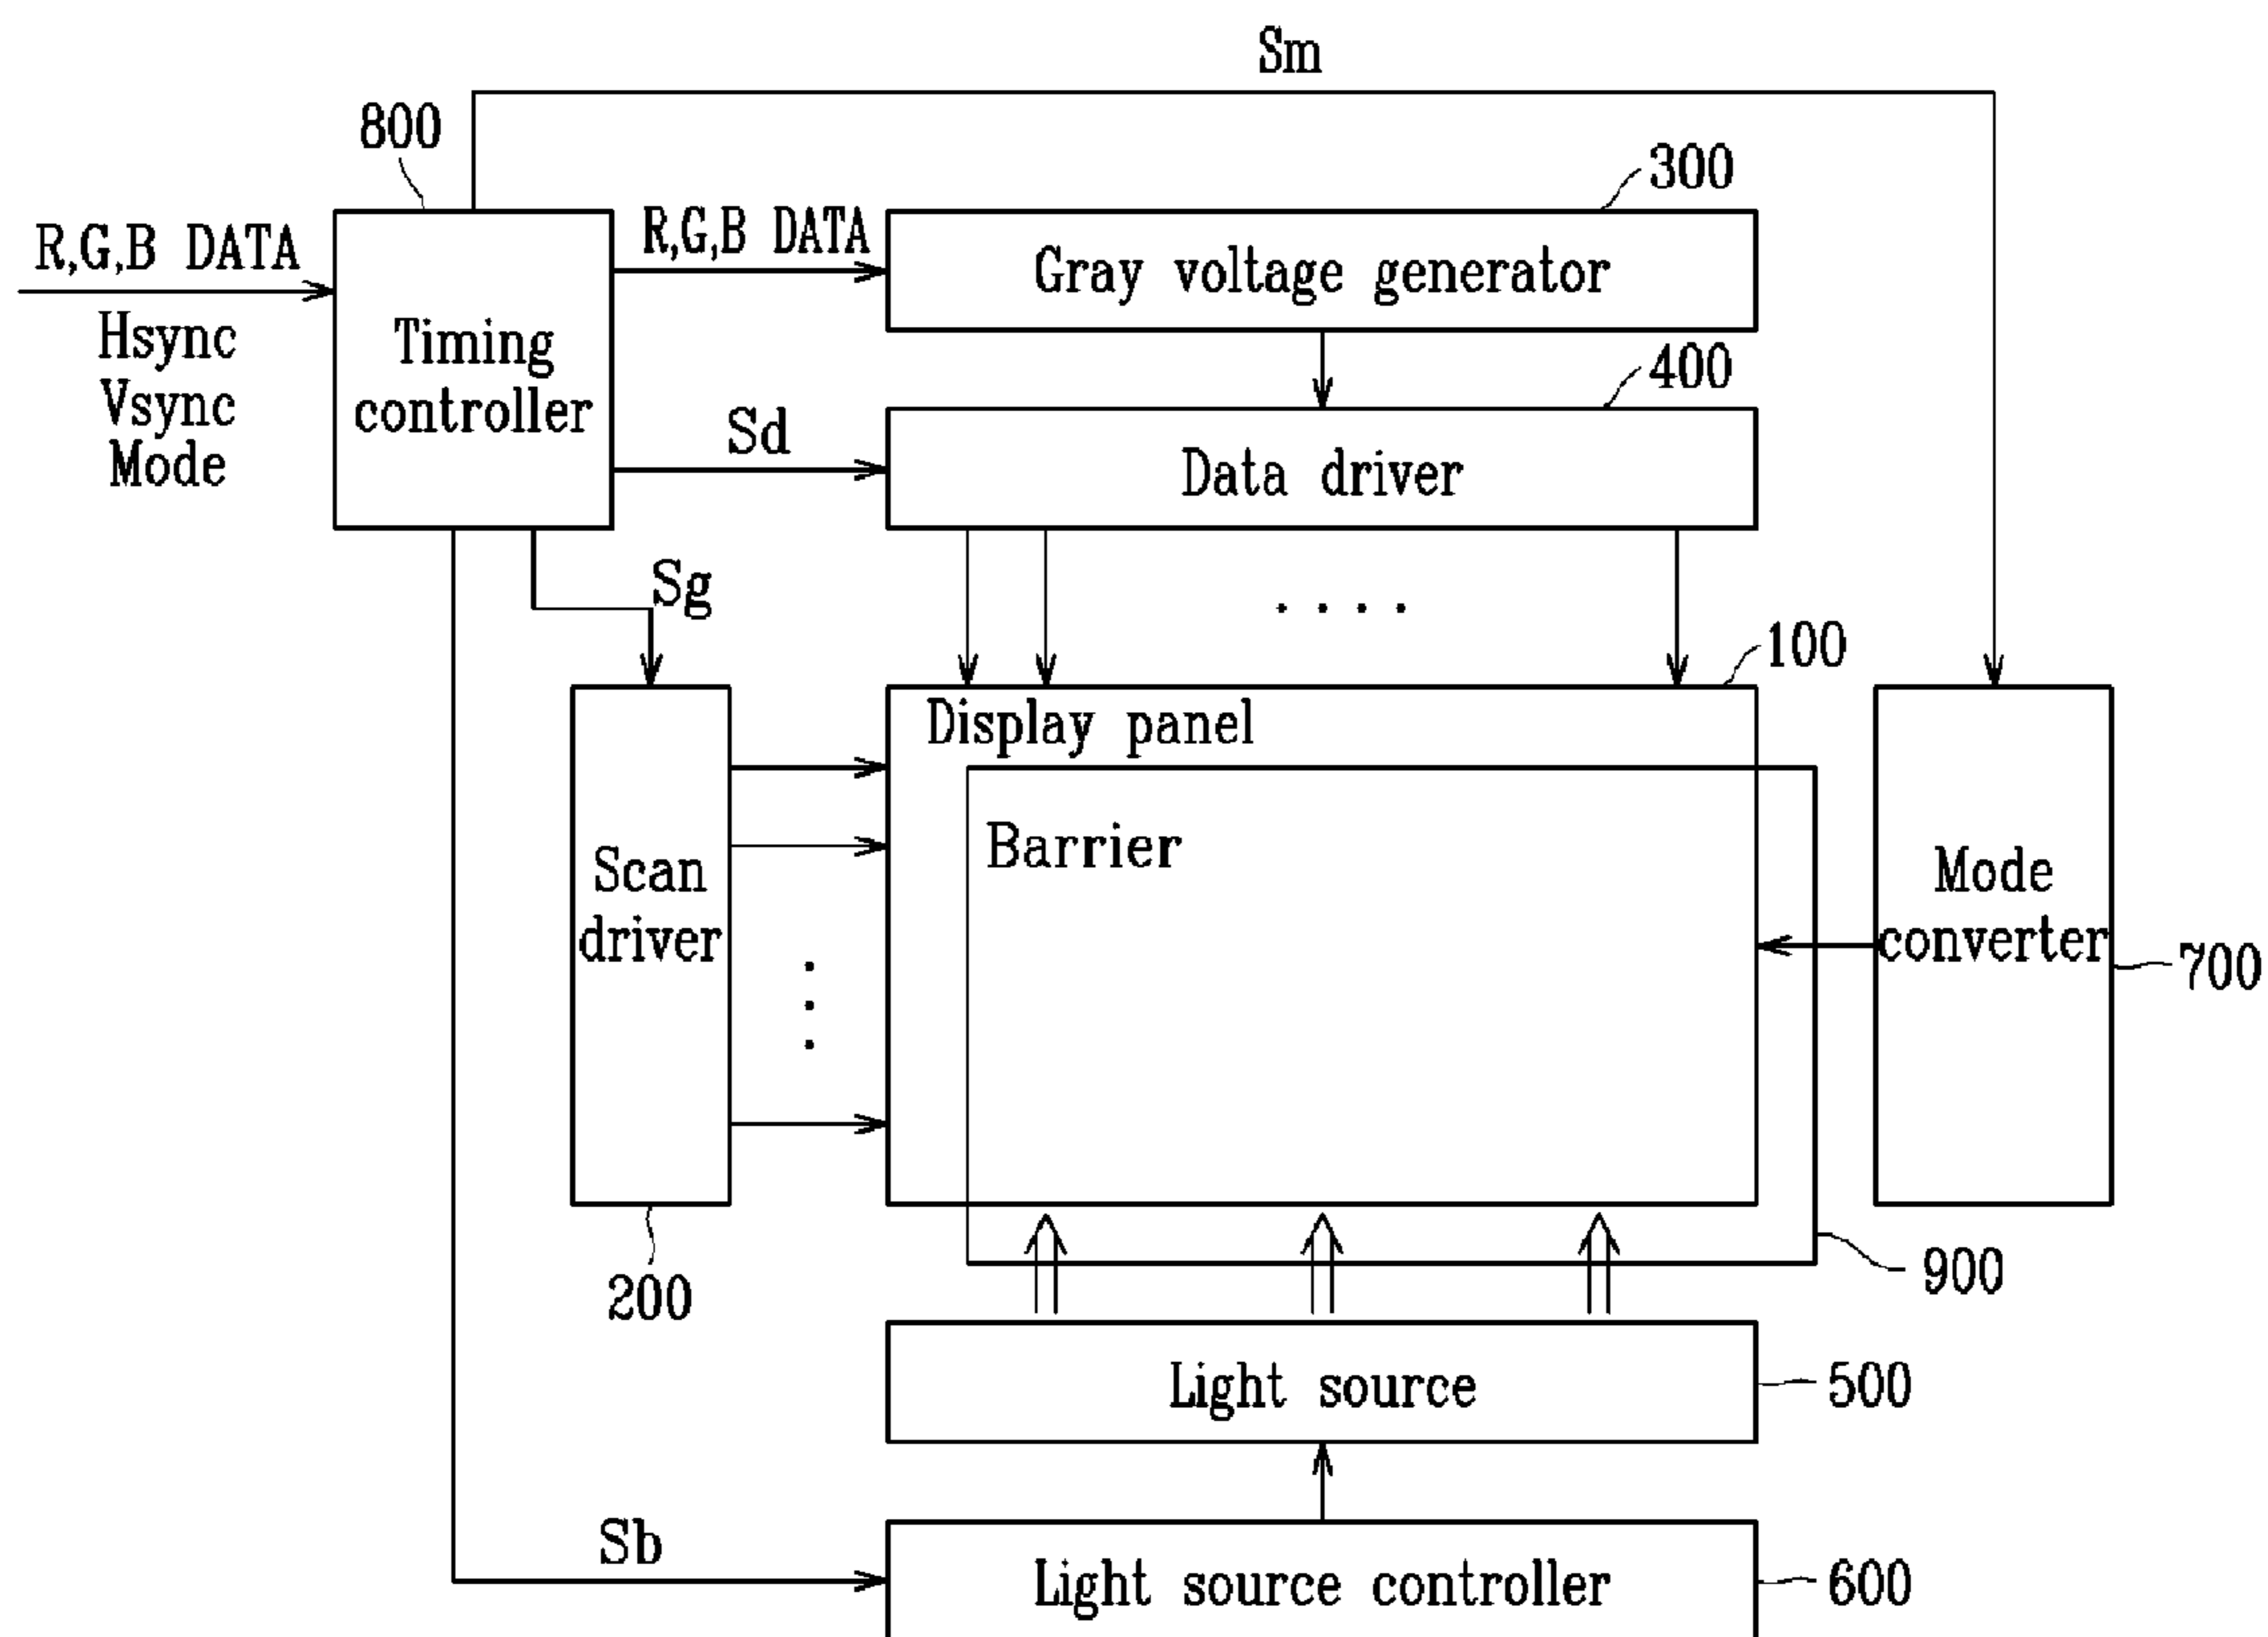 Sm
800
300
R,G,B DATA
R,G,B DATA
Gray voltage generator
Hsync
Timing
400
Vsync
controller
Sd
Mode
Data driver
Sg
. . . .
100
Display panel
Barrier
Scan
driver
Mode
converter
700
200
900
Light source
500
Sb
Light source controller
600